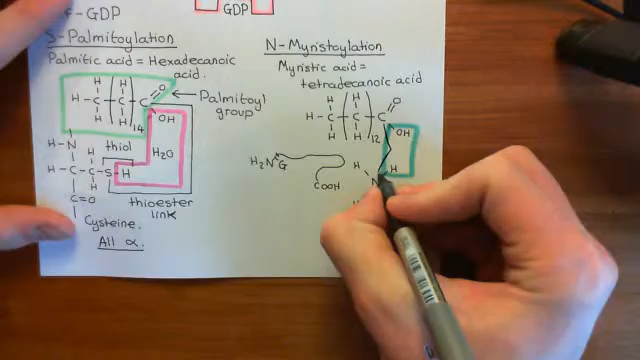 GDP
GDP
S-Palmitoylation
Palmitic acid = Hexadecanoic
acid.
H H O
H-C-C-C
H H OH
14
Palmitoyl
group
H-N
H
thiol
H2O
H-C-C-S-H
H
C=O
thioester
link
Cysteine.
All α.
N-Myristoylation
Myristic acid =
tetradecanoic acid
H H O
H-C-C-C
H H OH
12
H2N G
COOH
H H
N